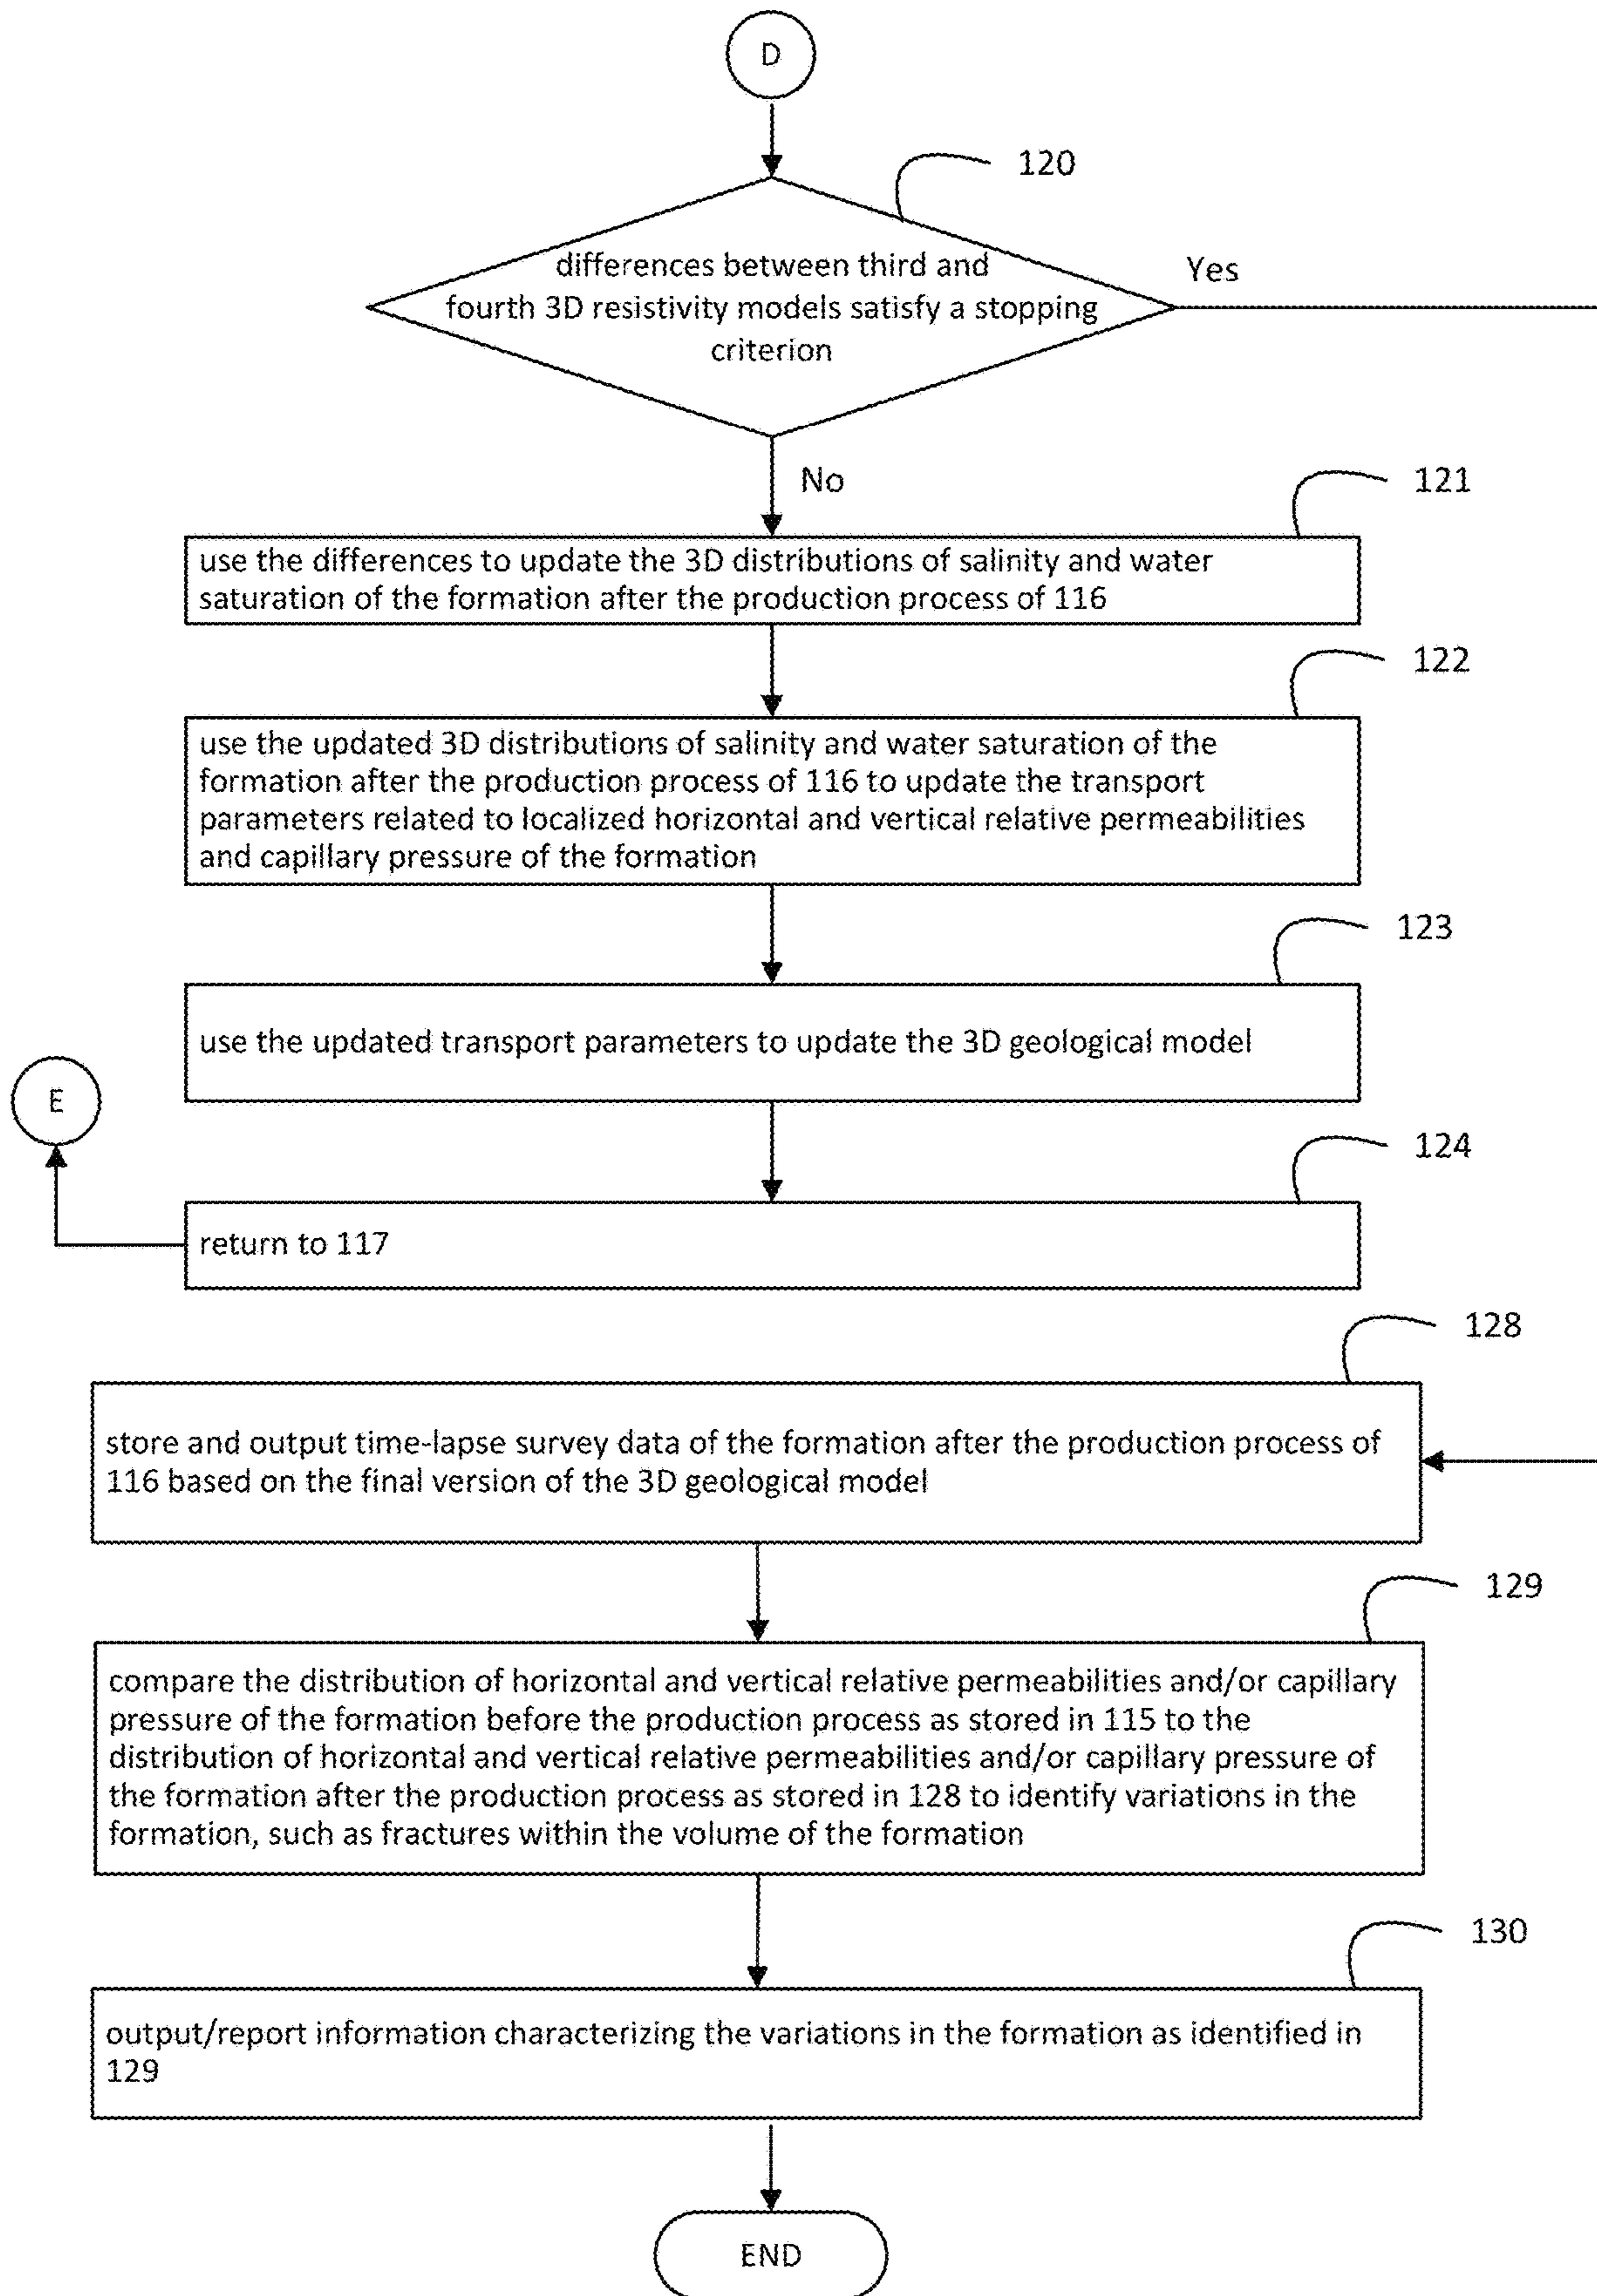 D
120
differences between third and
fourth 3D resistivity models satisfy a stopping
criterion
Yes
No
121
use the differences to update the 3D distributions of salinity and water
saturation of the formation after the production process of 116
122
use the updated 3D distributions of salinity and water saturation of the
formation after the production process of 116 to update the transport
parameters related to localized horizontal and vertical relative permeabilities
and capillary pressure of the formation
123
use the updated transport parameters to update the 3D geological model
E
124
return to 117
128
store and output time-lapse survey data of the formation after the production process of
116 based on the final version of the 3D geological model
129
compare the distribution of horizontal and vertical relative permeabilities and/or capillary
pressure of the formation before the production process as stored in 115 to the
distribution of horizontal and vertical relative permeabilities and/or capillary pressure of
the formation after the production process as stored in 128 to identify variations in the
formation, such as fractures within the volume of the formation
130
output/report information characterizing the variations in the formation as identified in
129
END